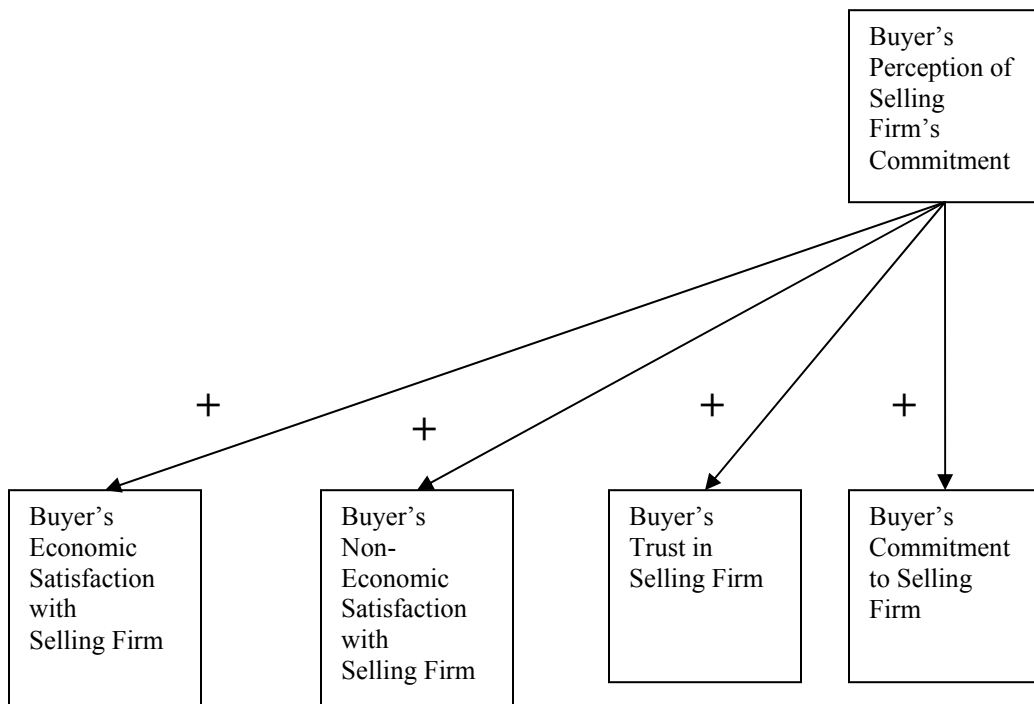 Buyer’s
Perception of
Selling
Firm’s
Commitment
+
+
+
+
Buyer’s
Economic
Satisfaction
with
Selling Firm
Buyer’s
Non-
Economic
Satisfaction
with
Selling Firm
Buyer’s
Trust in
Selling Firm
Buyer’s
Commitment
to Selling
Firm